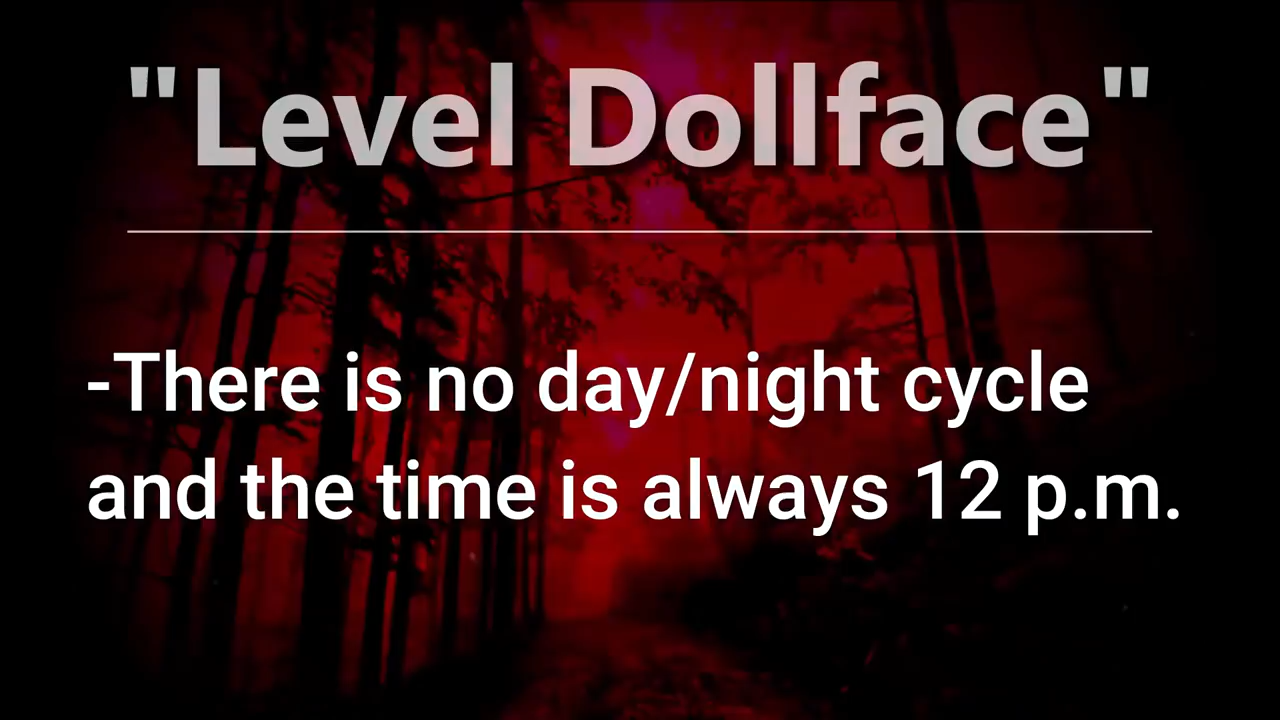 "Level Dollface"
-There is no day/night cycle
and the time is always 12 p.m.